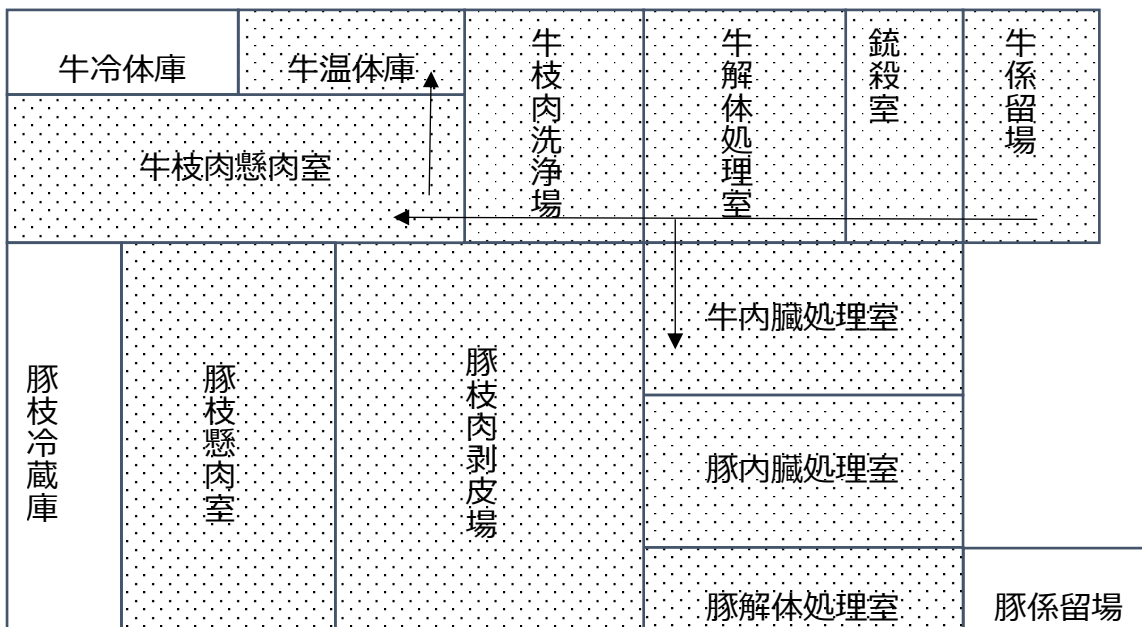 牛冷体庫
牛温体庫
牛枝肉洗浄場
牛解体処理室
銃殺室
牛係留場
牛枝肉懸肉室
牛内臓処理室
豚枝冷蔵庫
豚枝懸肉室
豚枝肉剥皮場
豚内臓処理室
豚解体処理室
豚係留場